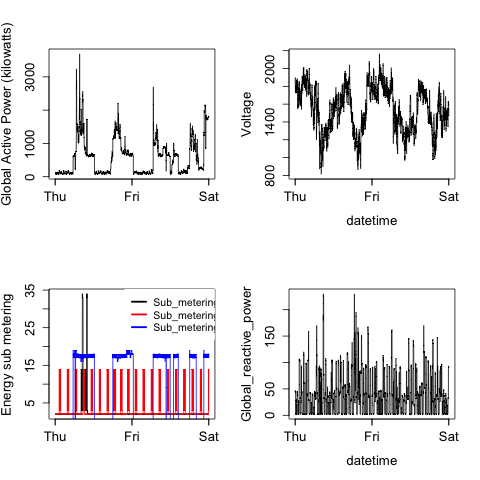 Global Active Power (kilowatts)
0
1000
3000
Thu
Fri
Sat
Voltage
800
1400
2000
Thu
Fri
Sat
datetime
Energy sub metering
5
15
25
35
Sub_metering
Sub_metering
Sub_metering
Thu
Fri
Sat
Global_reactive_power
0
50
150
Thu
Fri
Sat
datetime